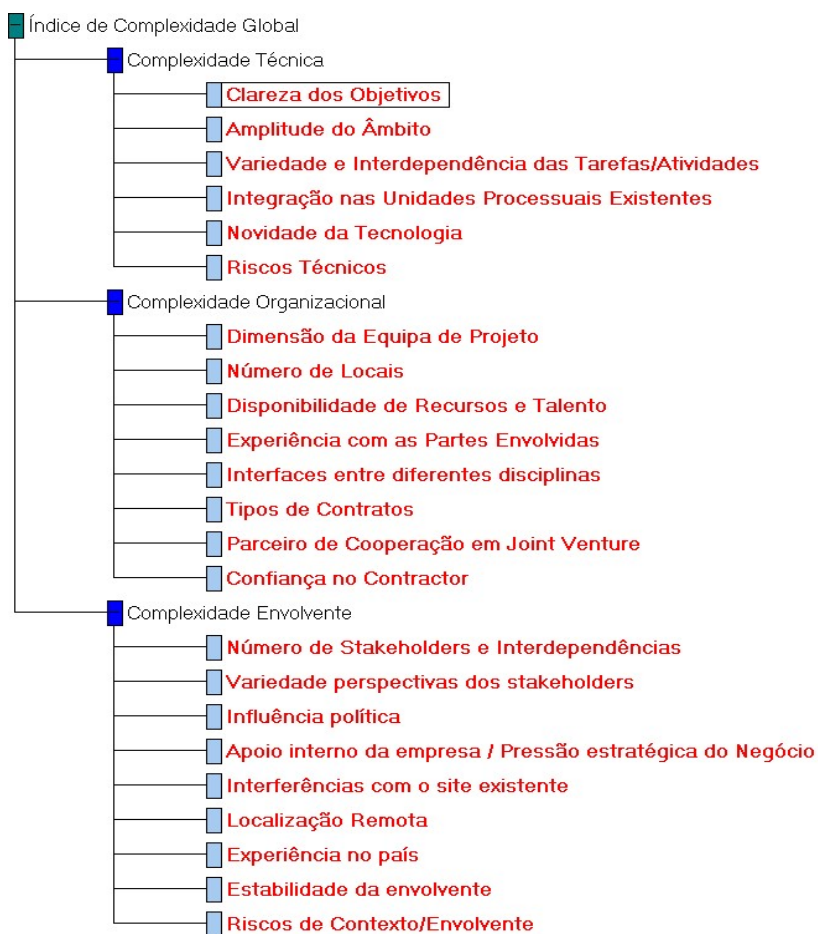 Índice de Complexidade Global
Complexidade Técnica
Clareza dos Objetivos
Amplitude do Âmbito
Variedade e Interdependência das Tarefas/Atividades
Integração nas Unidades Processuais Existentes
Novidade da Tecnologia
Riscos Técnicos
Complexidade Organizacional
Dimensão da Equipa de Projeto
Número de Locais
Disponibilidade de Recursos e Talento
Experiência com as Partes Envolvidas
Interfaces entre diferentes disciplinas
Tipos de Contratos
Parceiro de Cooperação em Joint Venture
Confiança no Contractor
Complexidade Envolvente
Número de Stakeholders e Interdependências
Variedade perspectivas dos stakeholders
Influência política
Apoio interno da empresa / Pressão estratégica do Negócio
Interferências com o site existente
Localização Remota
Experiência no país
Estabilidade da envolvente
Riscos de Contexto/Envolvente